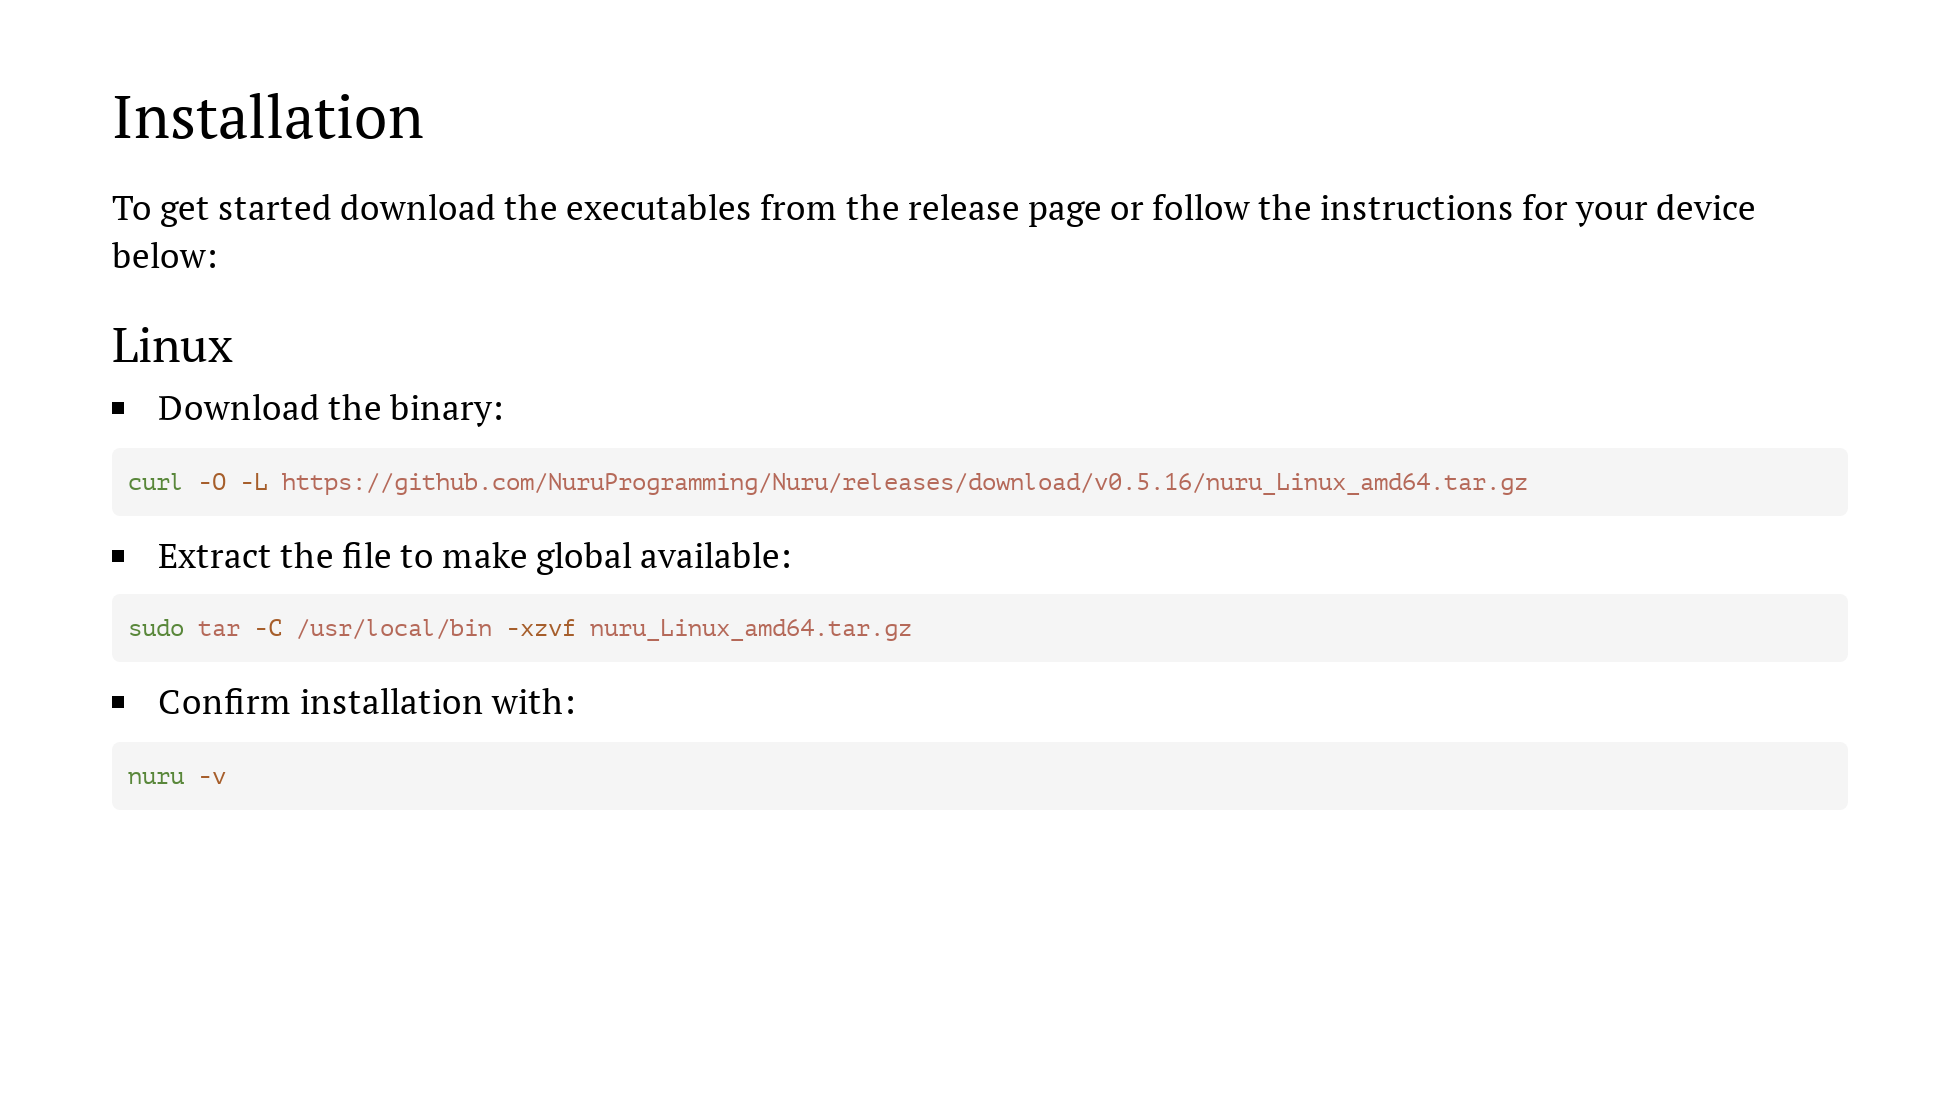 Installation
To get started download the executables from the release page or follow the instructions for your device
below:
Linux
▪ Download the binary:
curl -O -L https://github.com/NuruProgramming/Nuru/releases/download/v0.5.16/nuru_Linux_amd64.tar.gz
▪ Extract the file to make global available:
sudo tar -C /usr/local/bin -xzvf nuru_Linux_amd64.tar.gz
▪ Confirm installation with:
nuru -v